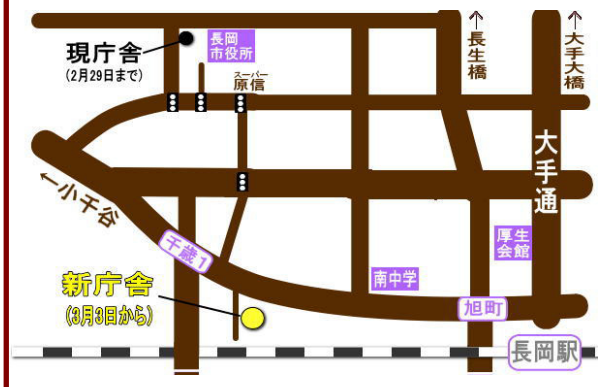 現庁舎
(2月29日まで)
長岡
市役所
スーパー
原信
↑長生橋
↑大手大橋
大手通
←小千谷
千歳1
厚生
会館
南中学
新庁舎
(3月3日から)
旭町
長岡駅